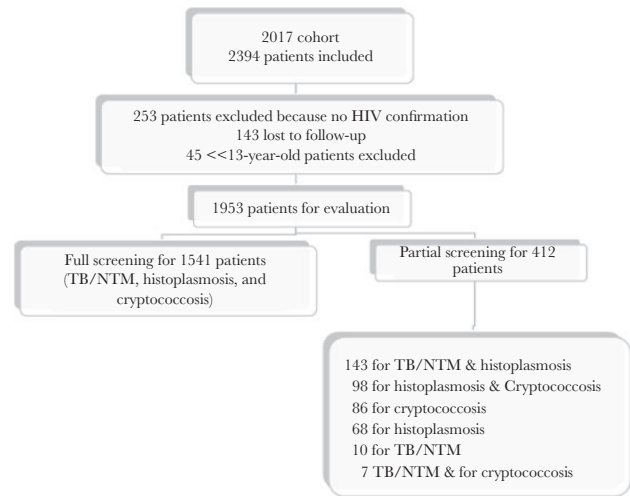 2017 cohort
2394 patients included
253 patients excluded because no HIV confirmation
143 lost to follow-up
45 <<13-year-old patients excluded
1953 patients for evaluation
Full screening for 1541 patients
(TB/NTM, histoplasmosis, and
cryptococcosis)
Partial screening for 412
patients
143 for TB/NTM & histoplasmosis
98 for histoplasmosis & Cryptococcosis
86 for cryptococcosis
68 for histoplasmosis
10 for TB/NTM
7 TB/NTM & for cryptococcosis